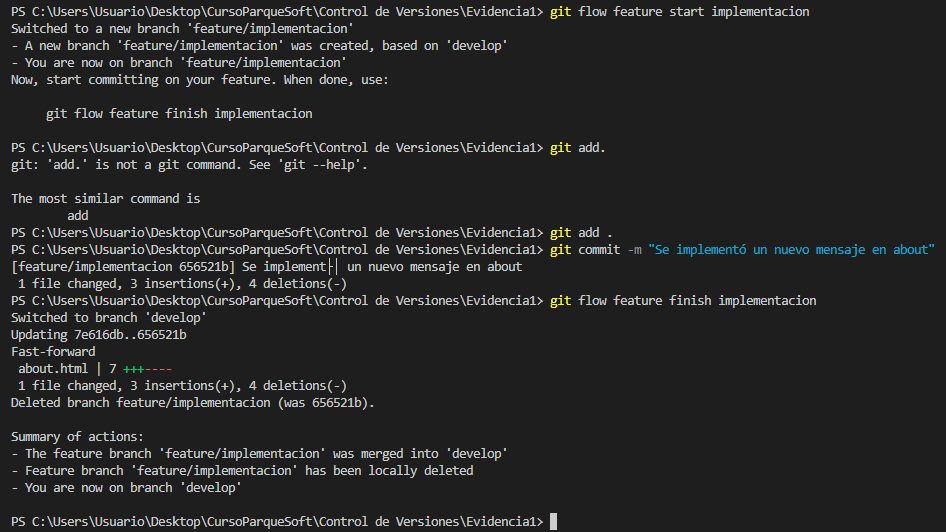 PS C:\Users\Usuario\Desktop\CursoParqueSoft\Control de Versiones\Evidencia1> git flow feature start implementacion
Switched to a new branch 'feature/implementacion'
- A new branch 'feature/implementacion' was created, based on 'develop'
- You are now on branch 'feature/implementacion'
Now, start committing on your feature. When done, use:
git flow feature finish implementacion
PS C:\Users\Usuario\Desktop\CursoParqueSoft\Control de Versiones\Evidencia1> git add.
git: 'add.' is not a git command. See 'git --help'.
The most similar command is
add
PS C:\Users\Usuario\Desktop\CursoParqueSoft\Control de Versiones\Evidencia1> git add .
PS C:\Users\Usuario\Desktop\CursoParqueSoft\Control de Versiones\Evidencia1> git commit -m "Se implementó un nuevo mensaje en about"
[feature/implementacion 656521b] Se implement├│ un nuevo mensaje en about
1 file changed, 3 insertions(+), 4 deletions(-)
PS C:\Users\Usuario\Desktop\CursoParqueSoft\Control de Versiones\Evidencia1> git flow feature finish implementacion
Switched to branch 'develop'
Updating 7e616db..656521b
Fast-forward
about.html | 7 +++----
1 file changed, 3 insertions(+), 4 deletions(-)
Deleted branch feature/implementacion (was 656521b).
Summary of actions:
- The feature branch 'feature/implementacion' was merged into 'develop'
- Feature branch 'feature/implementacion' has been locally deleted
- You are now on branch 'develop'
PS C:\Users\Usuario\Desktop\CursoParqueSoft\Control de Versiones\Evidencia1>